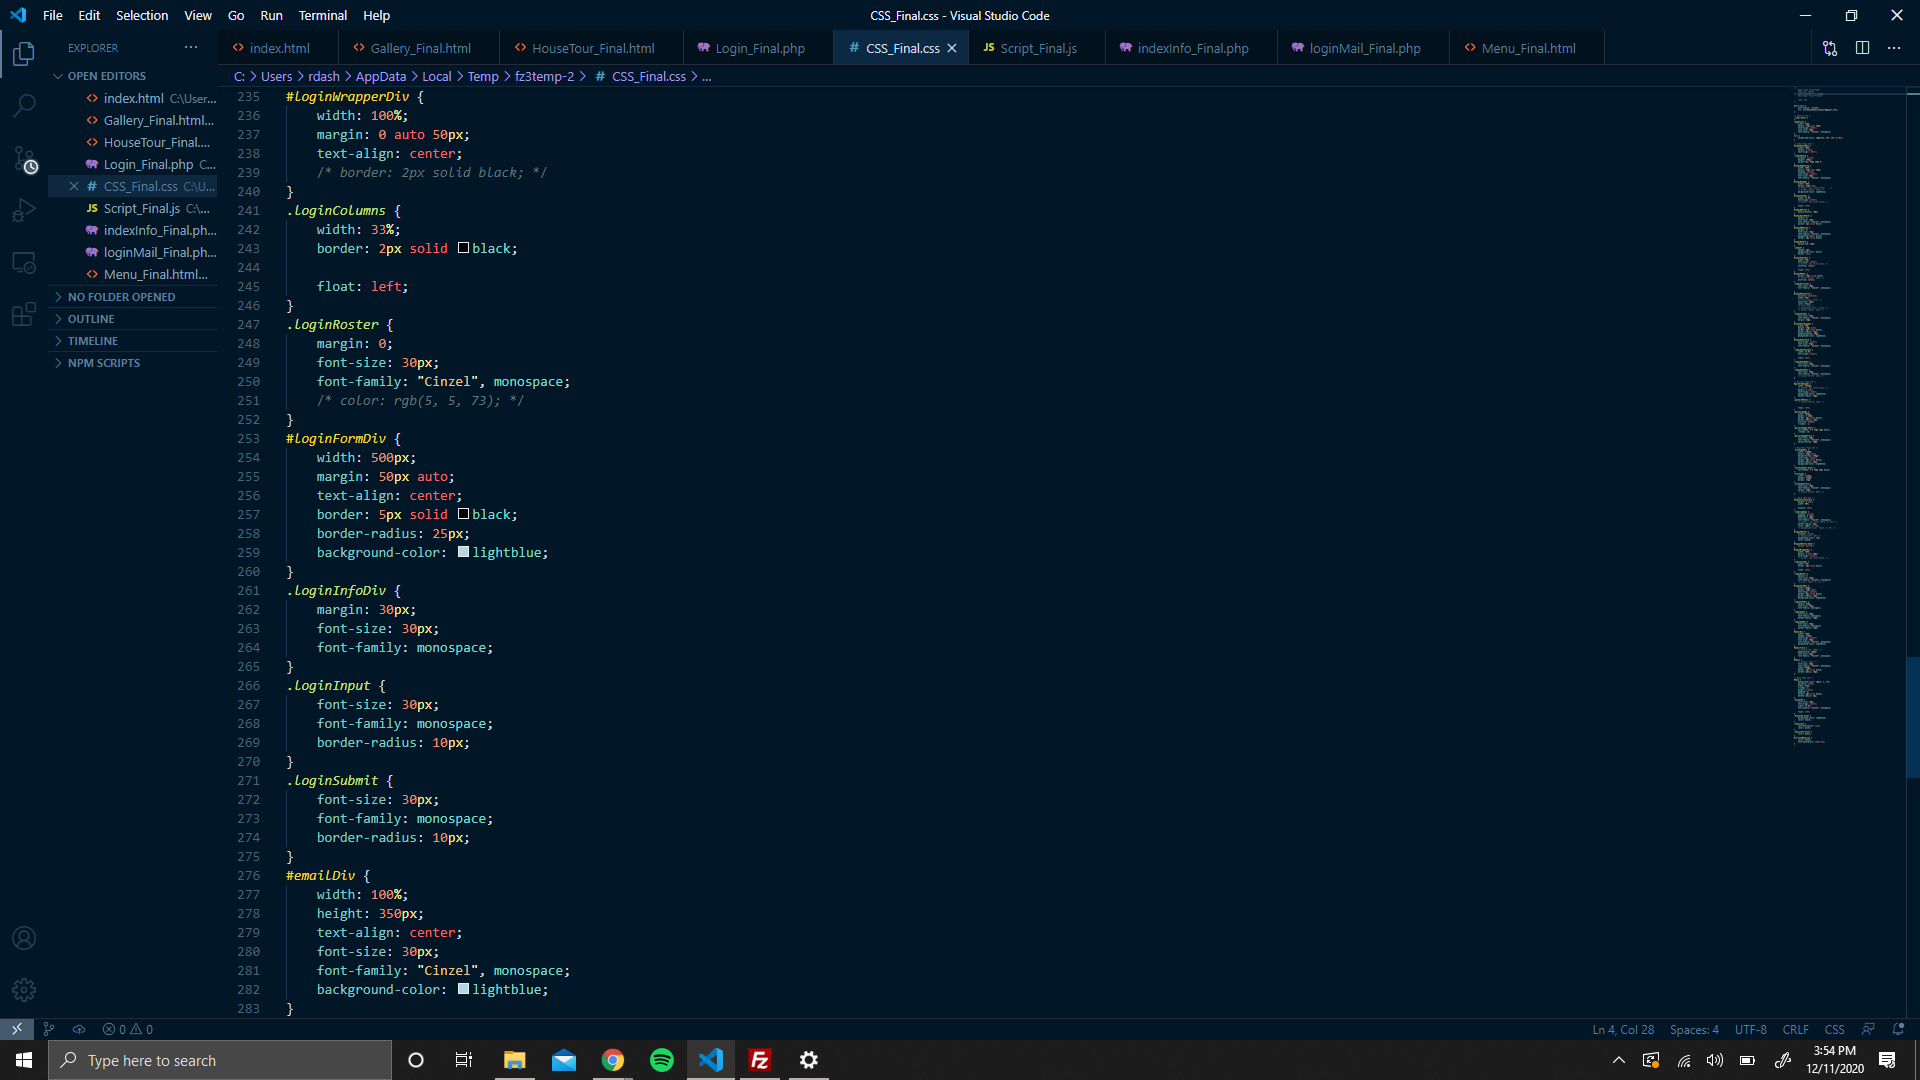 File Edit Selection View Go Run Terminal Help
CSS_Final.css - Visual Studio Code
EXPLORER
index.html
Gallery_Final.html
HouseTour_Final.html
Login_Final.php
CSS_Final.css
Script_Final.js
indexInfo_Final.php
loginMail_Final.php
Menu_Final.html
OPEN EDITORS
index.html C:\User...
Gallery_Final.html...
HouseTour_Final....
Login_Final.php C...
CSS_Final.css C:\U...
Script_Final.js C:\...
indexInfo_Final.ph...
loginMail_Final.ph...
Menu_Final.html...
NO FOLDER OPENED
OUTLINE
TIMELINE
NPM SCRIPTS
C: > Users > rdash > AppData > Local > Temp > fz3temp-2 > # CSS_Final.css > ...
235 #loginWrapperDiv {
236 width: 100%;
237 margin: 0 auto 50px;
238 text-align: center;
239 /* border: 2px solid black; */
240 }
241 .loginColumns {
242 width: 33%;
243 border: 2px solid black;
244
245 float: left;
246 }
247 .loginRoster {
248 margin: 0;
249 font-size: 30px;
250 font-family: "Cinzel", monospace;
251 /* color: rgb(5, 5, 73); */
252 }
253 #loginFormDiv {
254 width: 500px;
255 margin: 50px auto;
256 text-align: center;
257 border: 5px solid black;
258 border-radius: 25px;
259 background-color: lightblue;
260 }
261 .loginInfoDiv {
262 margin: 30px;
263 font-size: 30px;
264 font-family: monospace;
265 }
266 .loginInput {
267 font-size: 30px;
268 font-family: monospace;
269 border-radius: 10px;
270 }
271 .loginSubmit {
272 font-size: 30px;
273 font-family: monospace;
274 border-radius: 10px;
275 }
276 #emailDiv {
277 width: 100%;
278 height: 350px;
279 text-align: center;
280 font-size: 30px;
281 font-family: "Cinzel", monospace;
282 background-color: lightblue;
283 }
0 0
Ln 4, Col 28 Spaces: 4 UTF-8 CRLF CSS
Type here to search
3:54 PM
12/11/2020